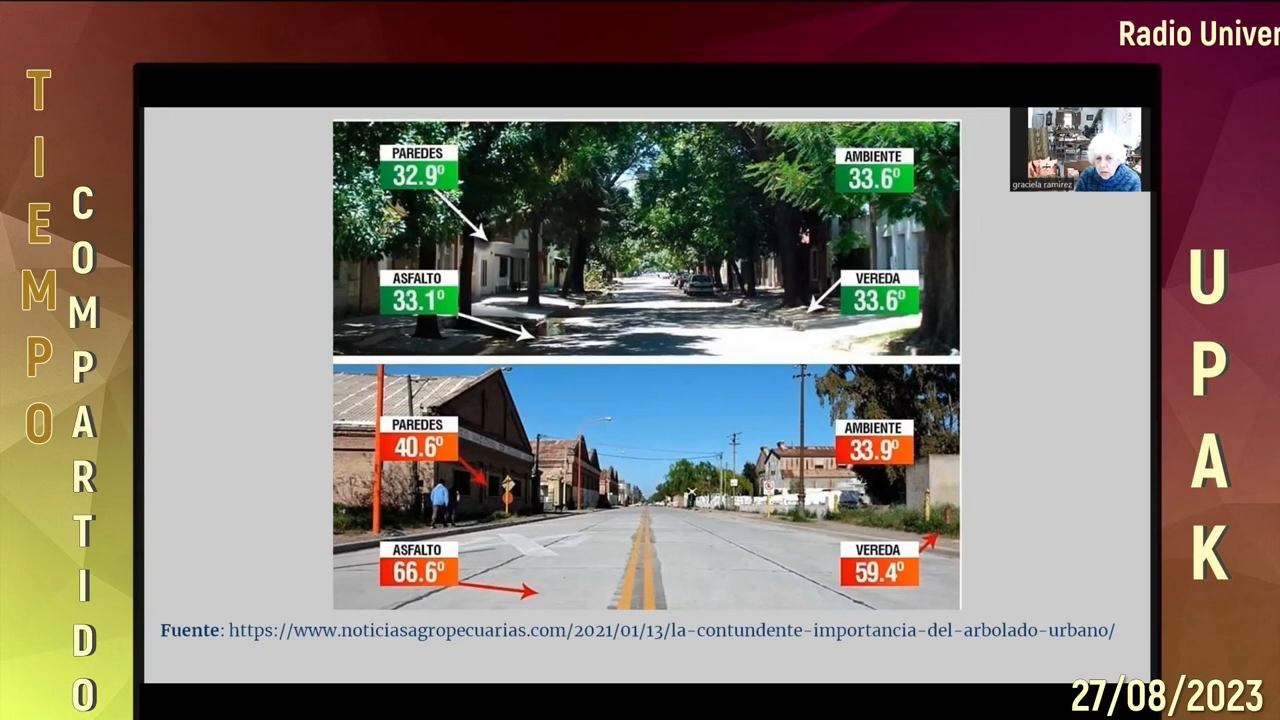 Radio Univer
TIEMPO
COMPARTIDO
UPAK
PAREDES
32.9º
AMBIENTE
33.6º
ASFALTO
33.1º
VEREDA
33.6º
PAREDES
40.6º
AMBIENTE
33.9º
ASFALTO
66.6º
VEREDA
59.4º
graciela ramirez
Fuente: https://www.noticiasagropecuarias.com/2021/01/13/la-contundente-importancia-del-arbolado-urbano/
27/08/2023